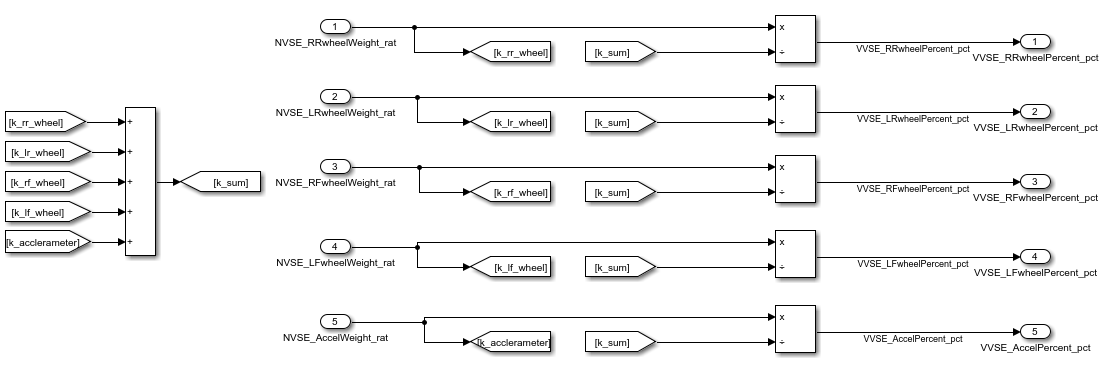 [k_rr_wheel]
+
[k_lr_wheel]
+
[k_rf_wheel]
+
[k_lf_wheel]
+
[k_acclerameter]
+
[k_sum]
1
NVSE_RRwheelWeight_rat
[k_rr_wheel]
[k_sum]
x
÷
VVSE_RRwheelPercent_pct
1
VVSE_RRwheelPercent_pct
2
NVSE_LRwheelWeight_rat
[k_lr_wheel]
[k_sum]
x
÷
VVSE_LRwheelPercent_pct
2
VVSE_LRwheelPercent_pct
3
NVSE_RFwheelWeight_rat
[k_rf_wheel]
[k_sum]
x
÷
VVSE_RFwheelPercent_pct
3
VVSE_RFwheelPercent_pct
4
NVSE_LFwheelWeight_rat
[k_lf_wheel]
[k_sum]
x
÷
VVSE_LFwheelPercent_pct
4
VVSE_LFwheelPercent_pct
5
NVSE_AccelWeight_rat
[k_acclerameter]
[k_sum]
x
÷
VVSE_AccelPercent_pct
5
VVSE_AccelPercent_pct